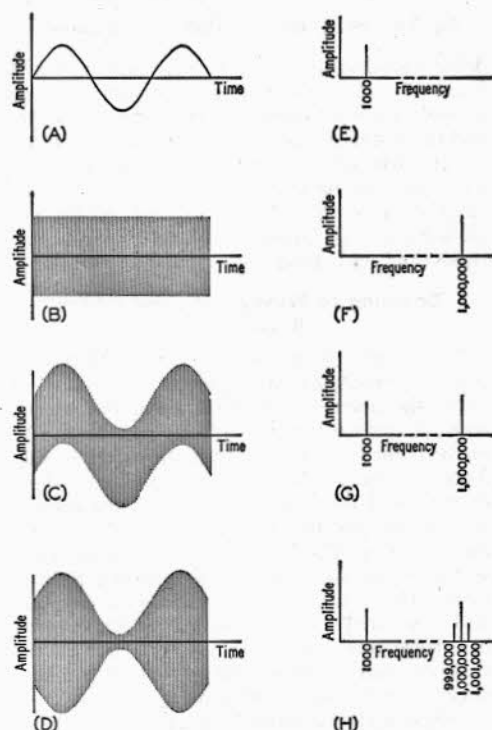 Amplitude
Time
(A)
Amplitude
1000
Frequency
(E)
Amplitude
Time
(B)
Amplitude
Frequency
1,000,000
(F)
Amplitude
Time
(C)
Amplitude
Frequency
1000
1,000,000
(G)
Amplitude
Time
(D)
Amplitude
Frequency
1000
999,000
1,000,000
1,001,000
(H)